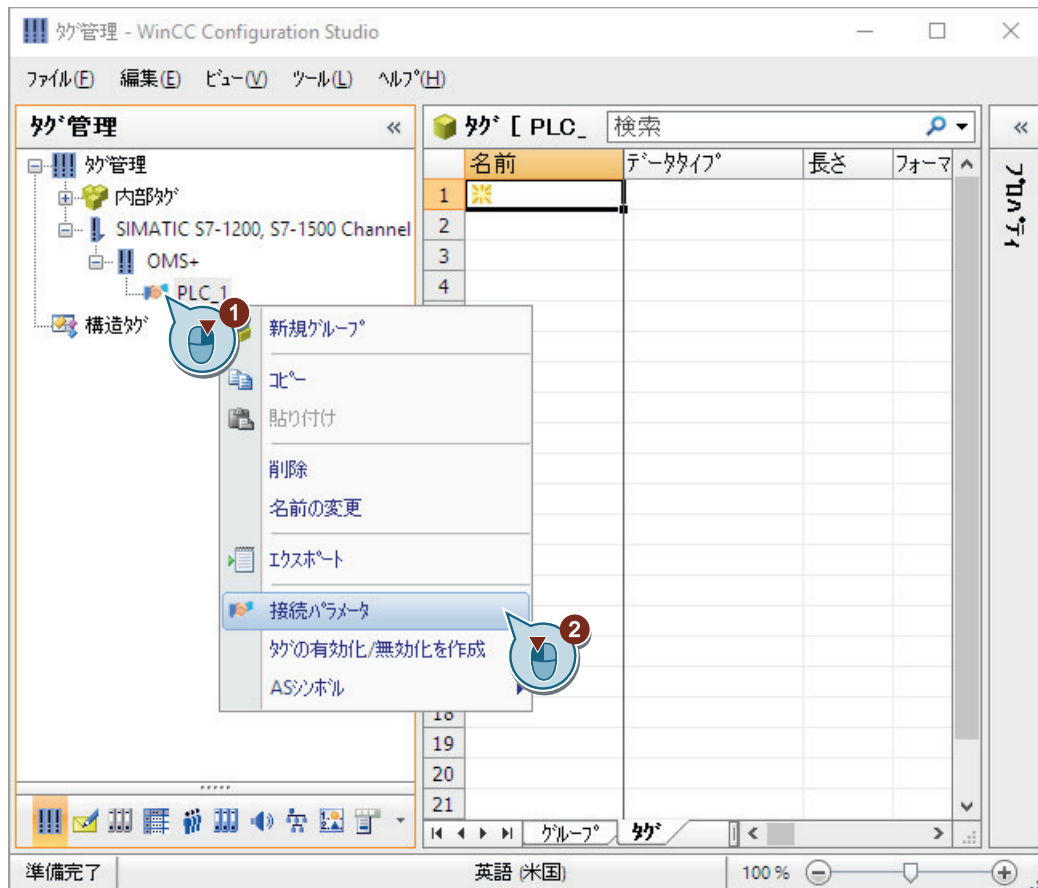 ﾀｸﾞ管理 - WinCC Configuration Studio
ﾌｧｲﾙ(F) 編集(E) ﾋﾞｭｰ(V) ﾂｰﾙ(L) ﾍﾙﾌﾟ(H)
ﾀｸﾞ管理 «
ﾀｸﾞ管理
内部ﾀｸﾞ
SIMATIC S7-1200, S7-1500 Channel
OMS+
PLC_1
構造ﾀｸﾞ
ﾀｸﾞ [ PLC_ 検索
名前 ﾃﾞｰﾀﾀｲﾌﾟ 長さ ﾌｫｰﾏ
1
2
3
4
18
19
20
21
«
ﾌﾟﾛﾊﾟﾃｨ
1
新規ｸﾞﾙｰﾌﾟ
ｺﾋﾟｰ
貼り付け
削除
名前の変更
ｴｸｽﾎﾟｰﾄ
接続ﾊﾟﾗﾒｰﾀ
2
ﾀｸﾞの有効化/無効化を作成
ASｼﾝﾎﾞﾙ
ｸﾞﾙｰﾌﾟ ﾀｸﾞ
準備完了 英語 (米国) 100 %